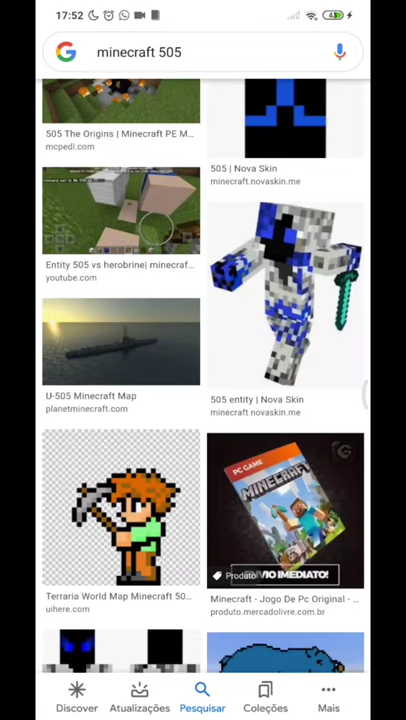 17:52
43
minecraft 505
505 The Origins | Minecraft PE M...
mcpedl.com
505 | Nova Skin
minecraft.novaskin.me
Entity 505 vs herobrine| minecraf...
youtube.com
505 entity | Nova Skin
minecraft.novaskin.me
U-505 Minecraft Map
planetminecraft.com
PC GAME
MINECRAFT
Produto
VIO IMEDIATO!
Terraria World Map Minecraft 50...
uihere.com
Minecraft - Jogo De Pc Original - ...
produto.mercadolivre.com.br
Discover
Atualizações
Pesquisar
Coleções
Mais